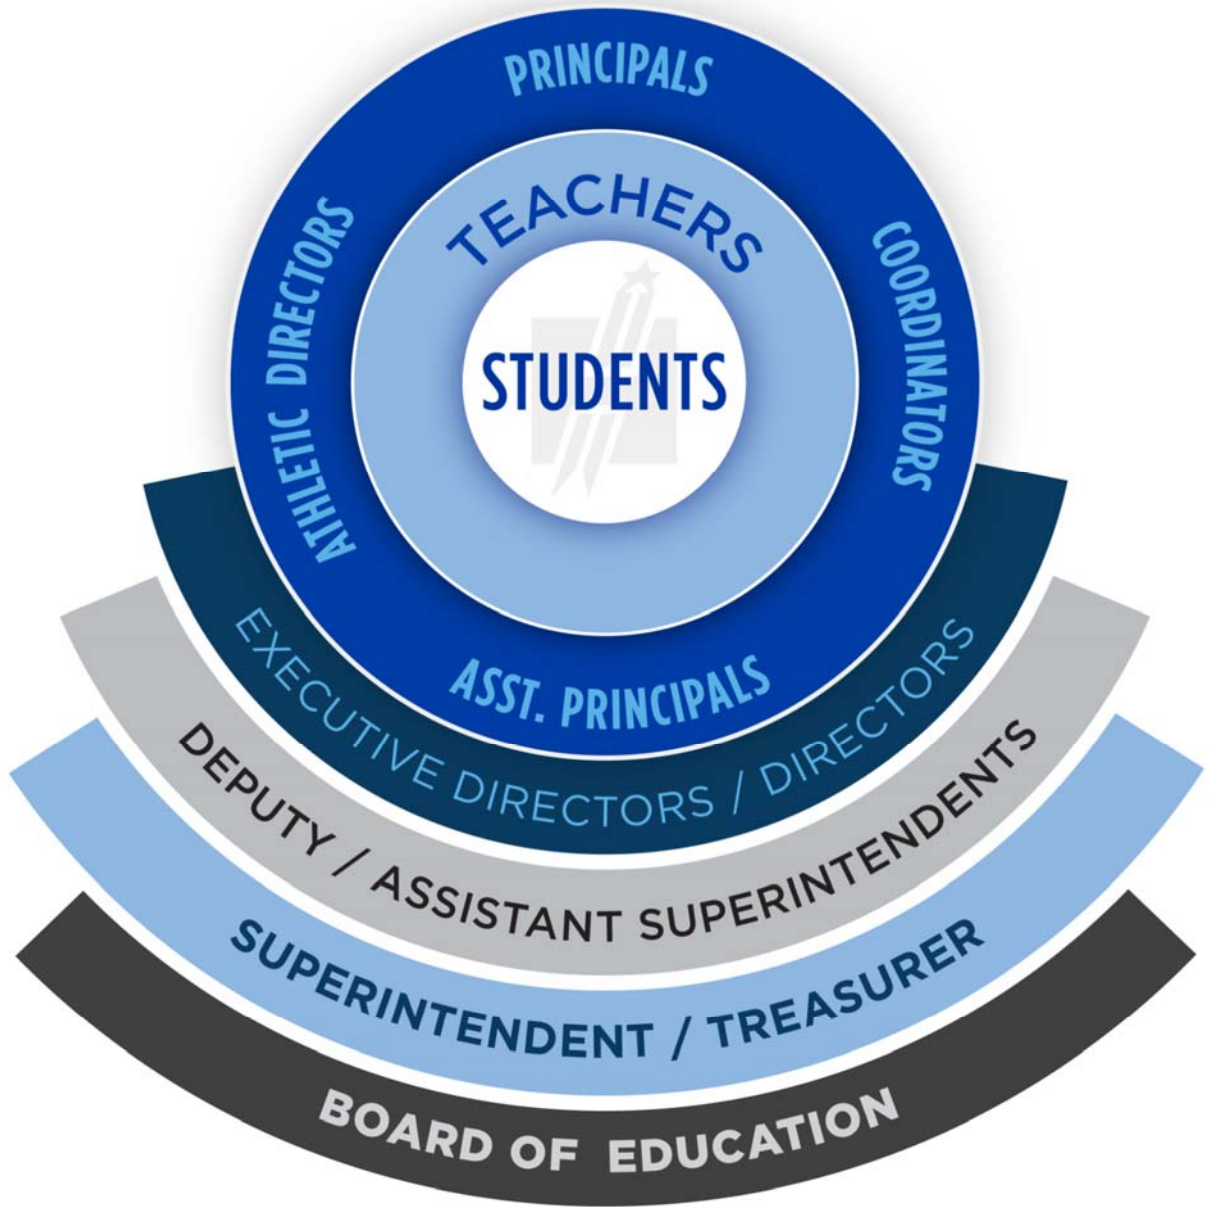 PRINCIPALS
TEACHERS
ATHLETIC DIRECTORS
COORDINATORS
STUDENTS
ASST. PRINCIPALS
EXECUTIVE DIRECTORS / DIRECTORS
DEPUTY / ASSISTANT SUPERINTENDENTS
SUPERINTENDENT / TREASURER
BOARD OF EDUCATION